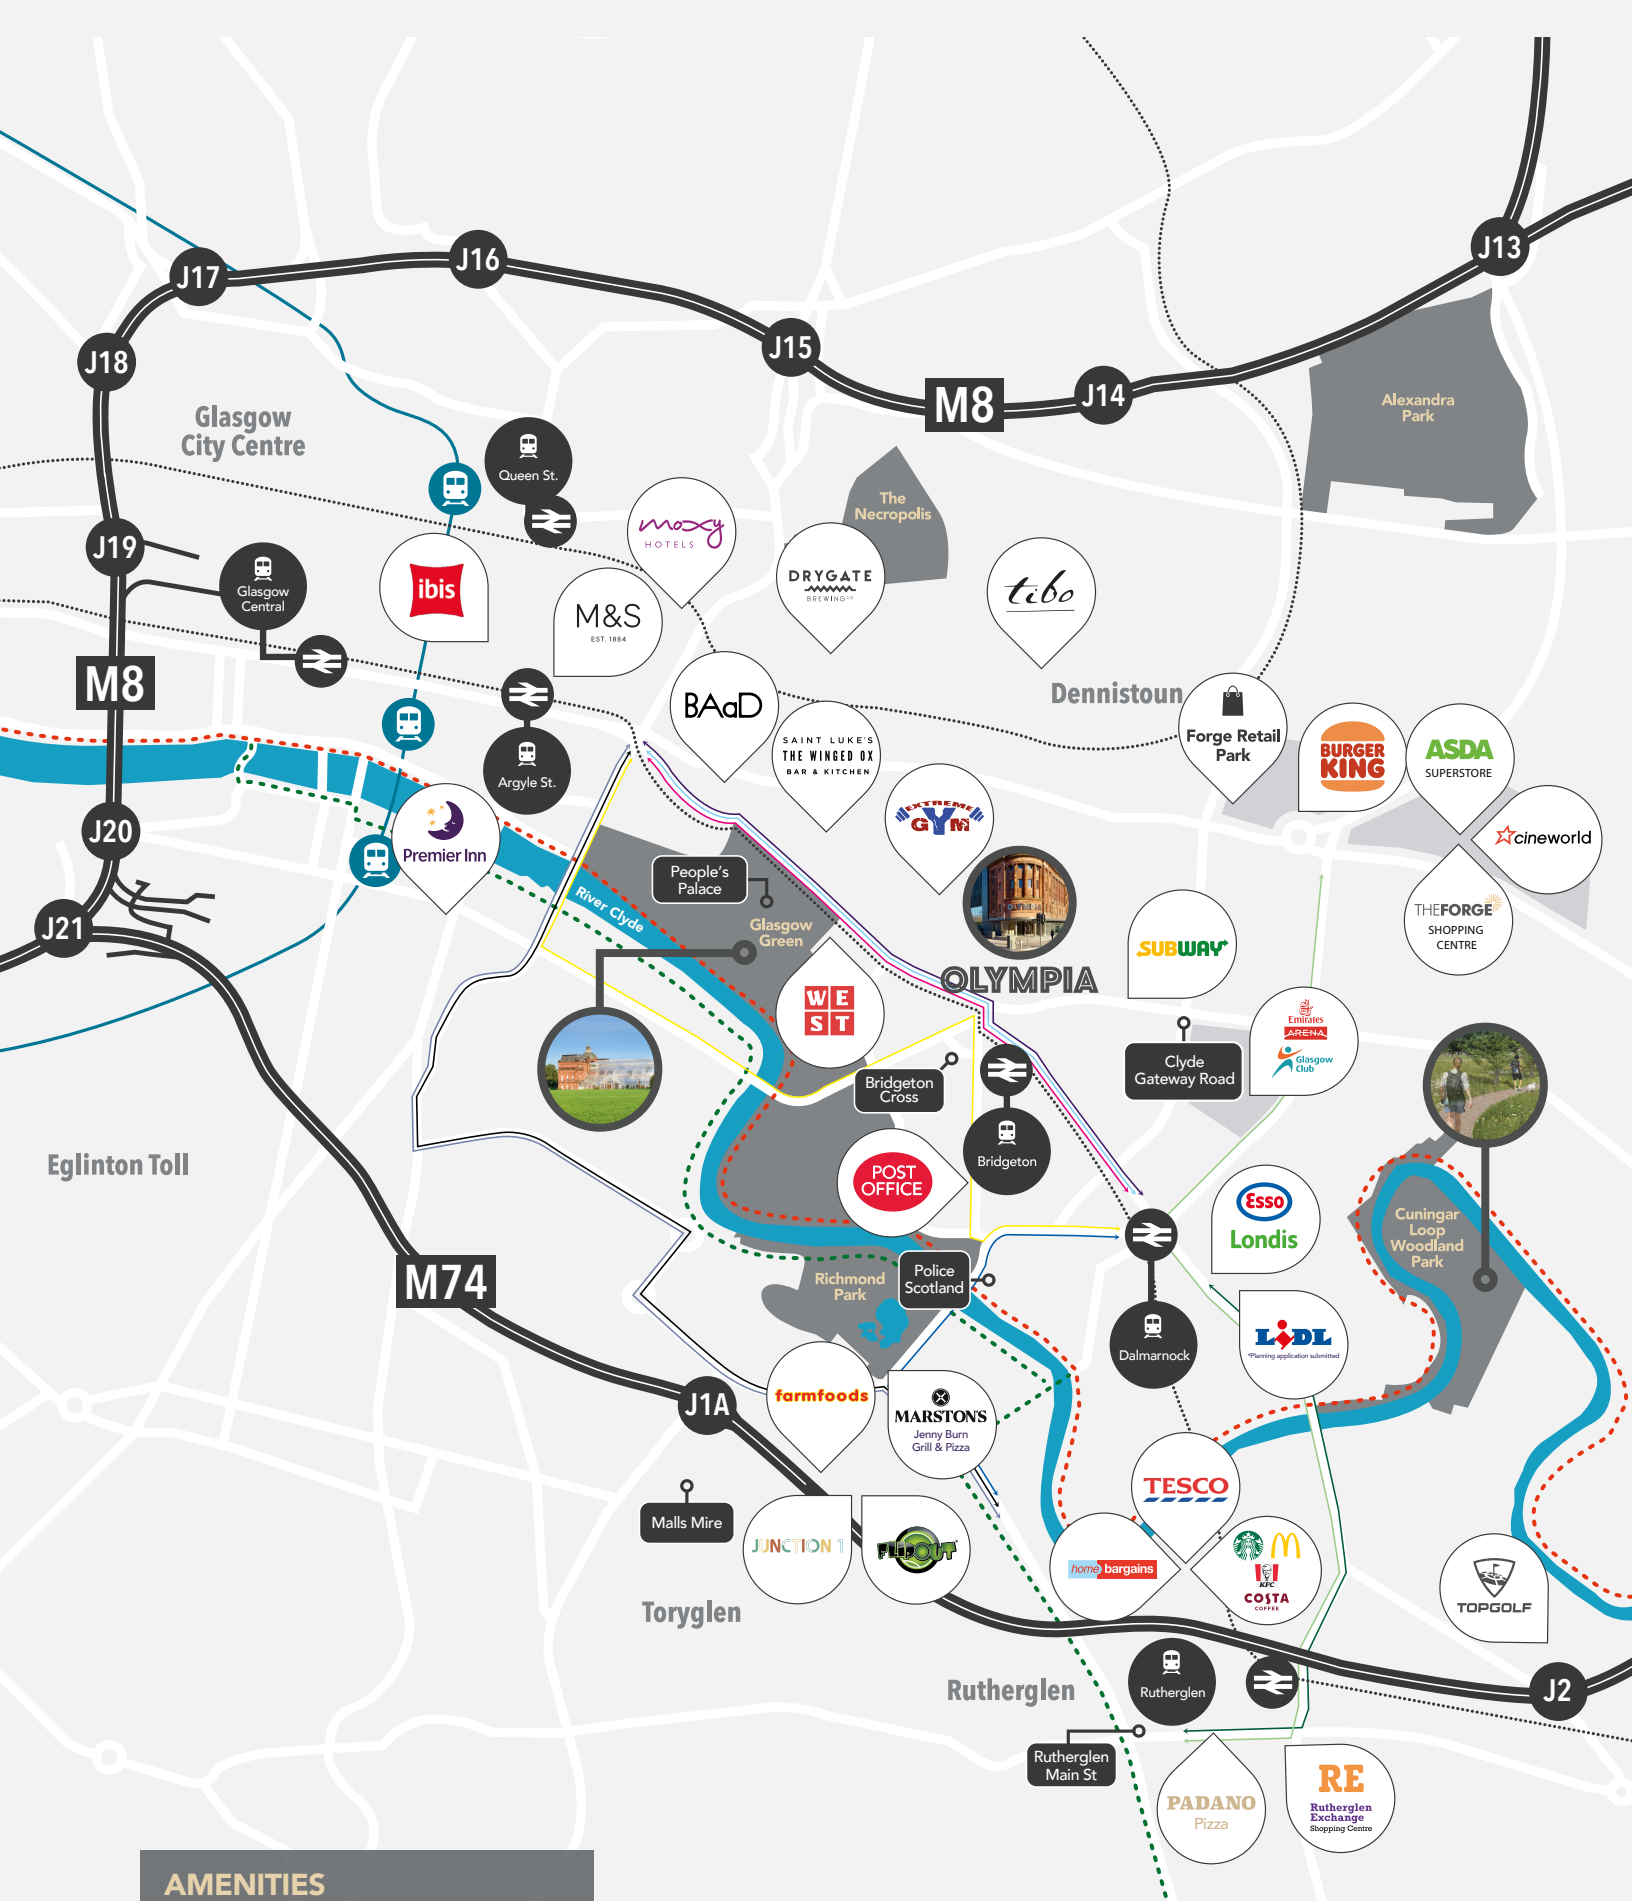 J13
J16
J17
J15
J18
J14
M8
Alexandra
Park
Glasgow
City Centre
Queen St.
The
Necropolis
moxy
HOTELS
J19
Glasgow
Central
ibis
DRYGATE
BREWING CO
tibo
M&S
EST. 1884
M8
BAaD
Dennistoun
Forge Retail
Park
SAINT LUKE'S
THE WINGED OX
BAR & KITCHEN
BURGER
KING
ASDA
SUPERSTORE
Argyle St.
J20
Premier Inn
EXTREME
GYM
cineworld
People's
Palace
River Clyde
Glasgow
Green
THE FORGE
SHOPPING
CENTRE
J21
SUBWAY
OLYMPIA
WE
ST
Emirates
ARENA
Glasgow
Club
Clyde
Gateway Road
Bridgeton
Cross
Bridgeton
Eglinton Toll
POST
OFFICE
Esso
Londis
Cuningar
Loop
Woodland
Park
M74
Richmond
Park
Police
Scotland
Dalmarnock
LIDL
*Planning application submitted
farmfoods
J1A
MARSTON'S
Jenny Burn
Grill & Pizza
TESCO
Malls Mire
JUNCTION 1
FLIP OUT
home bargains
KFC
COSTA
COFFEE
TOPGOLF
Toryglen
Rutherglen
Rutherglen
J2
Rutherglen
Main St
PADANO
Pizza
RE
Rutherglen
Exchange
Shopping Centre
AMENITIES